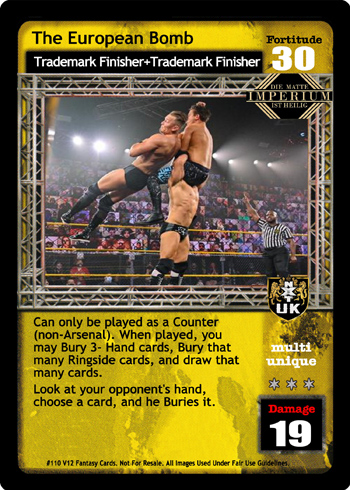 The European Bomb
Fortitude
30
Trademark Finisher+Trademark Finisher
DIE MATTE
IMPERIUM
IST HEILIG
NXT
UK
Can only be played as a Counter
(non-Arsenal). When played, you
may Bury 3- Hand cards, Bury that
many Ringside cards, and draw that
many cards.
Look at your opponent's hand,
choose a card, and he Buries it.
multi
unique
Damage
19
#110 V12 Fantasy Cards. Not For Resale. All Images Used Under Fair Use Guidelines.